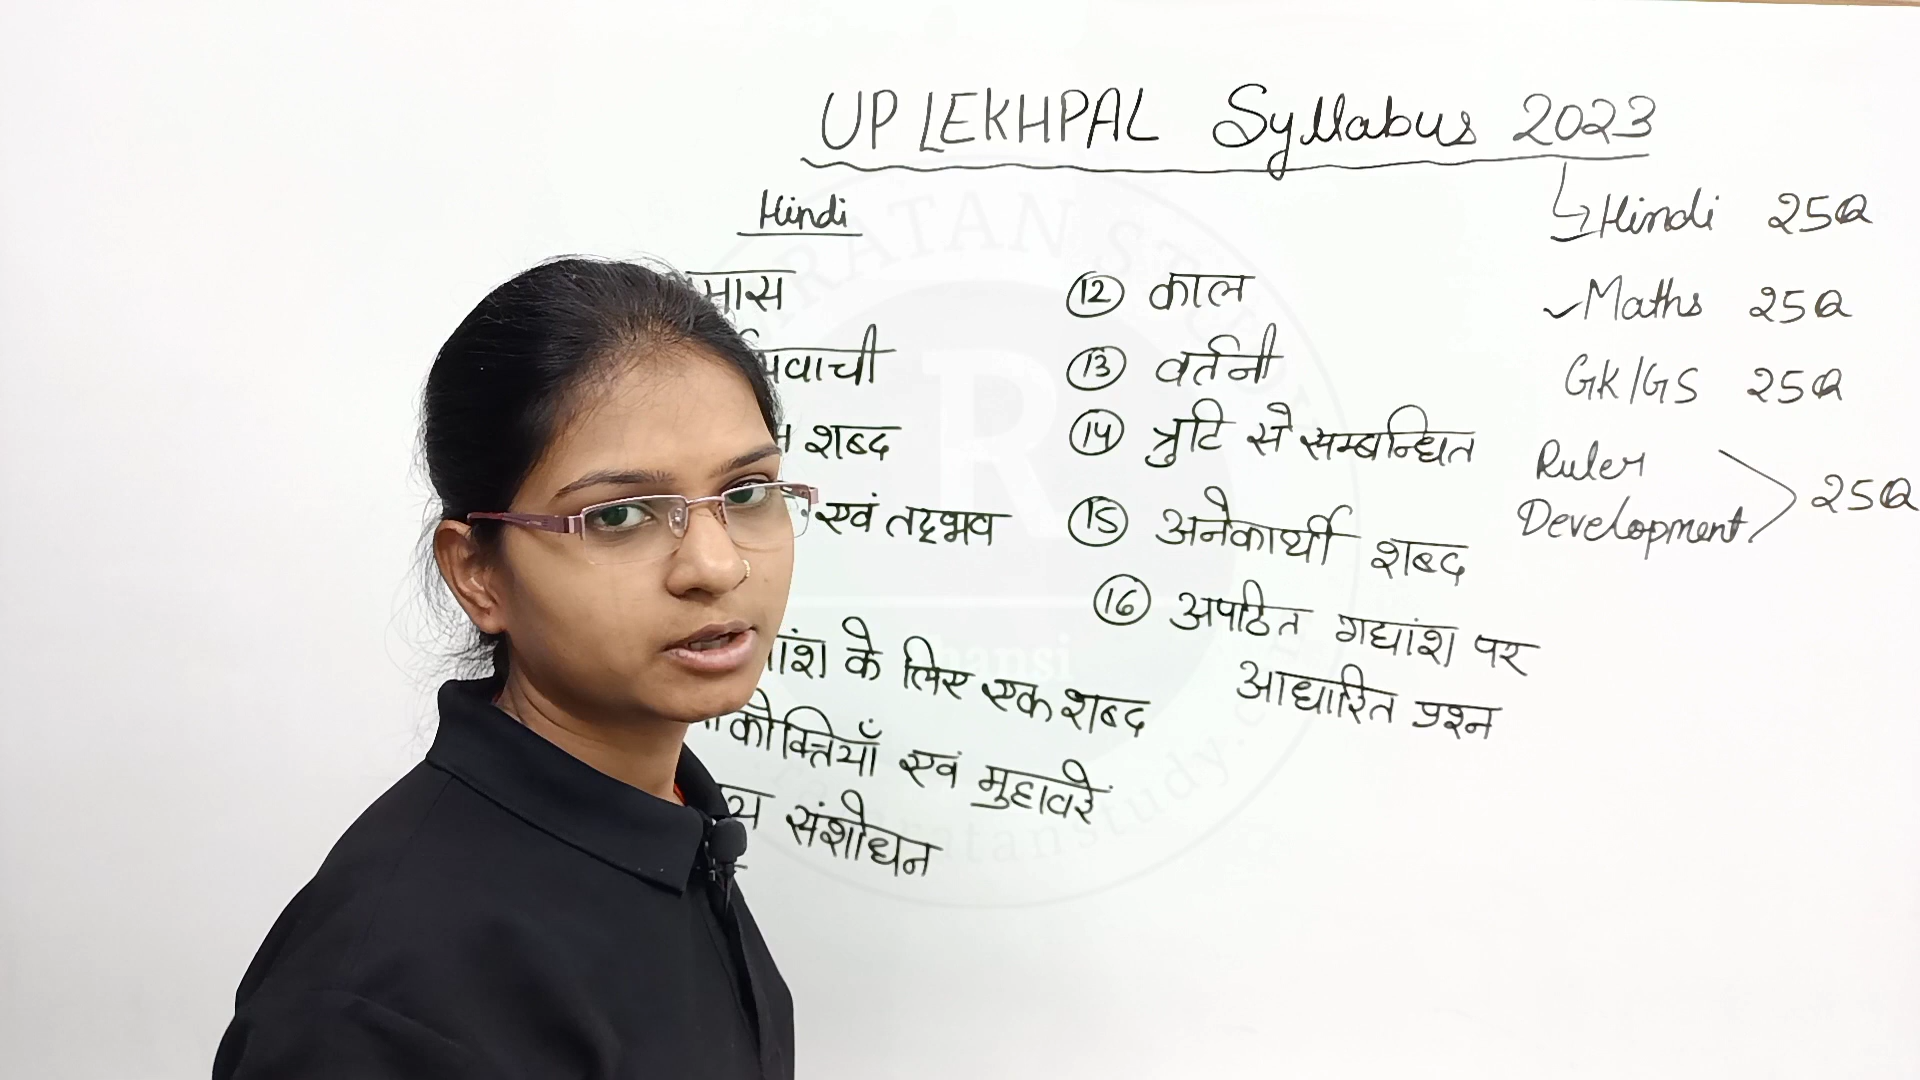 UP LEKHPAL Syllabus 2023
Hindi
शब्द
एवं तद्भव
के लिए एक शब्द
एवं मुहावरें
संशोधन
12 काल
13 वर्तनी
14 त्रुटि से सम्बन्धित
15 अनेकार्थी शब्द
16 अपठित गद्यांश पर
आधारित प्रश्न
Hindi 25Q
Maths 25Q
GK/GS 25Q
Ruler
Development 25Q